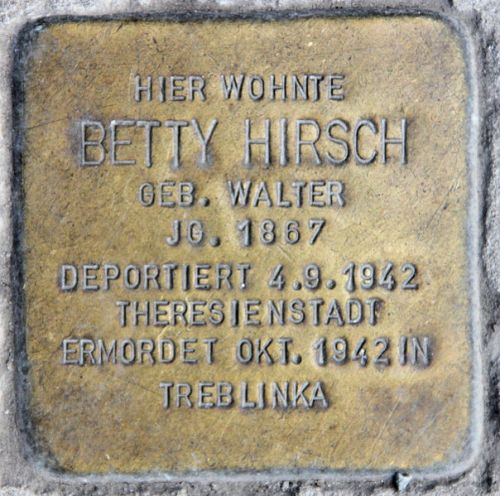 HIER WOHNTE
BETTY HIRSCH
GEB. WALTER
JG. 1867
DEPORTIERT 4.9.1942
THERESIENSTADT
ERMORDET OKT. 1942 IN
TREBLINKA